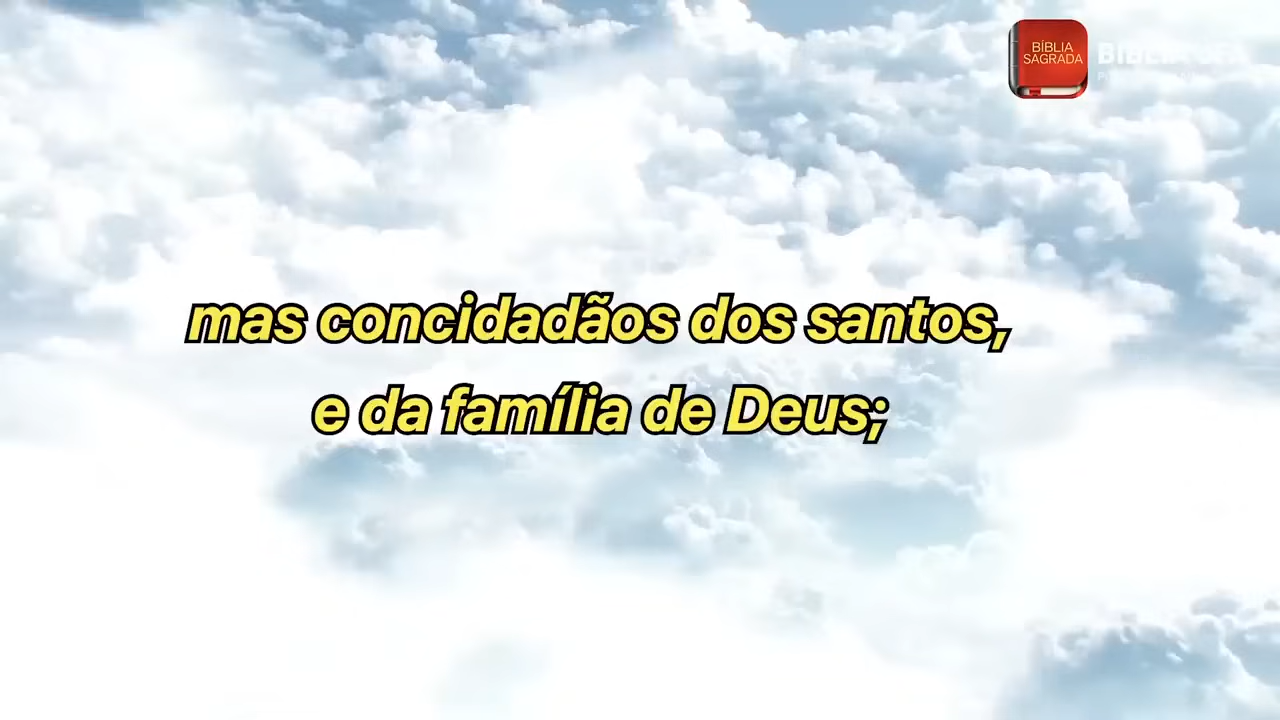 BÍBLIA
SAGRADA
mas concidadãos dos santos,
e da família de Deus;